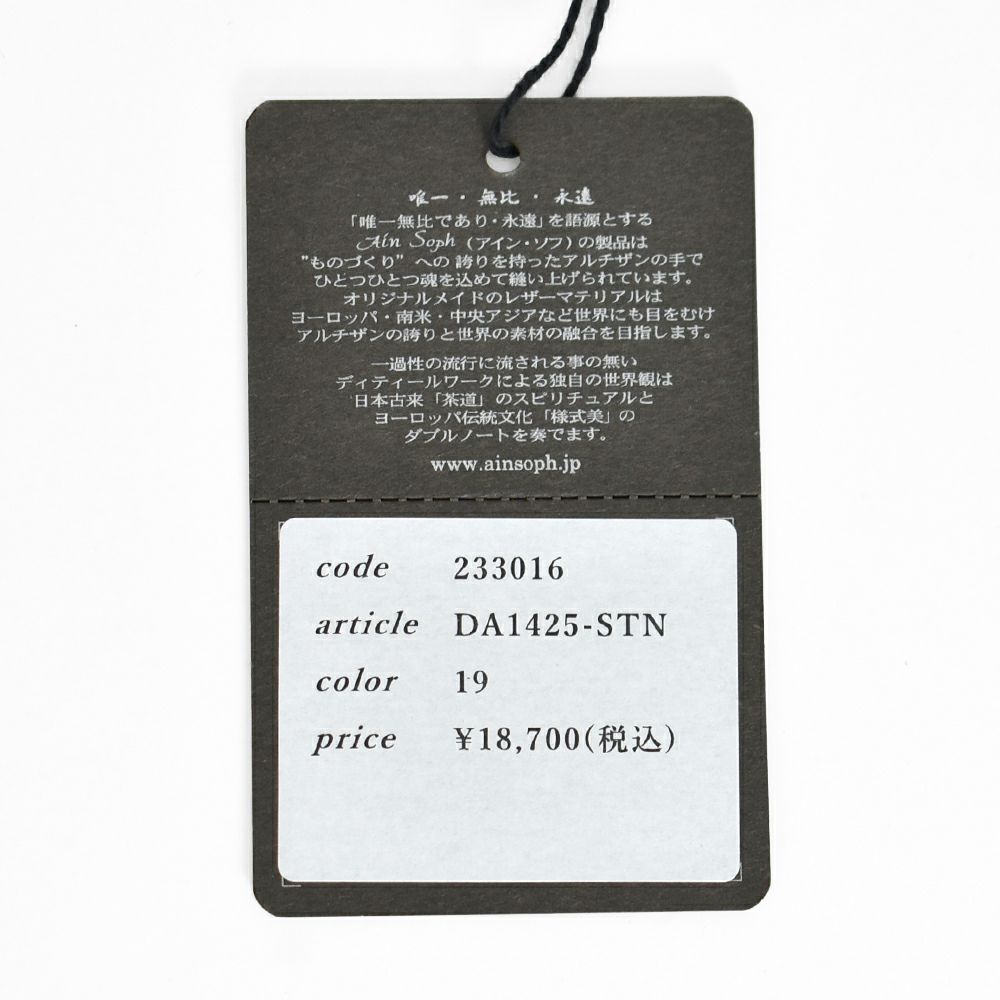 唯一・無比・永遠
「唯一無比であり・永遠」を語源とする
Ain Soph (アイン・ソフ)の製品は
"ものづくり" への 誇りを持ったアルチザンの手で
ひとつひとつ魂を込めて縫い上げられています。
オリジナルメイドのレザーマテリアルは
ヨーロッパ・南米・中央アジアなど世界にも目をむけ
アルチザンの誇りと世界の素材の融合を目指します。
一過性の流行に流される事の無い
ディティールワークによる独自の世界観は
日本古来「茶道」のスピリチュアルと
ヨーロッパ伝統文化「様式美」の
ダブルノートを奏でます。
www.ainsoph.jp
code 233016
article DA1425-STN
color 19
price ¥18,700(税込)